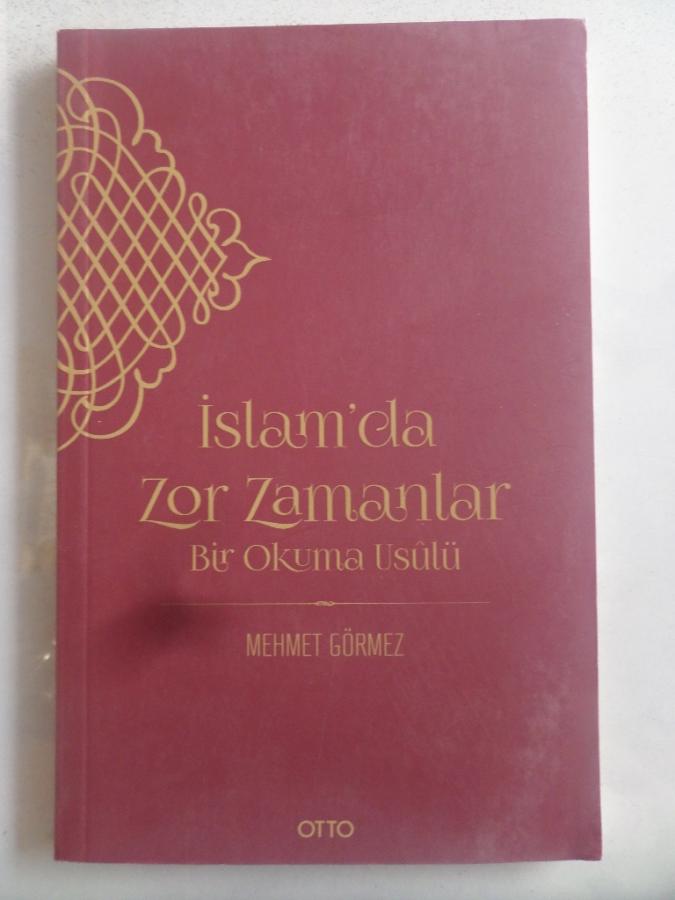 İslam'da
Zor Zamanlar
Bir Okuma Usûlü
MEHMET GÖRMEZ
OTTO